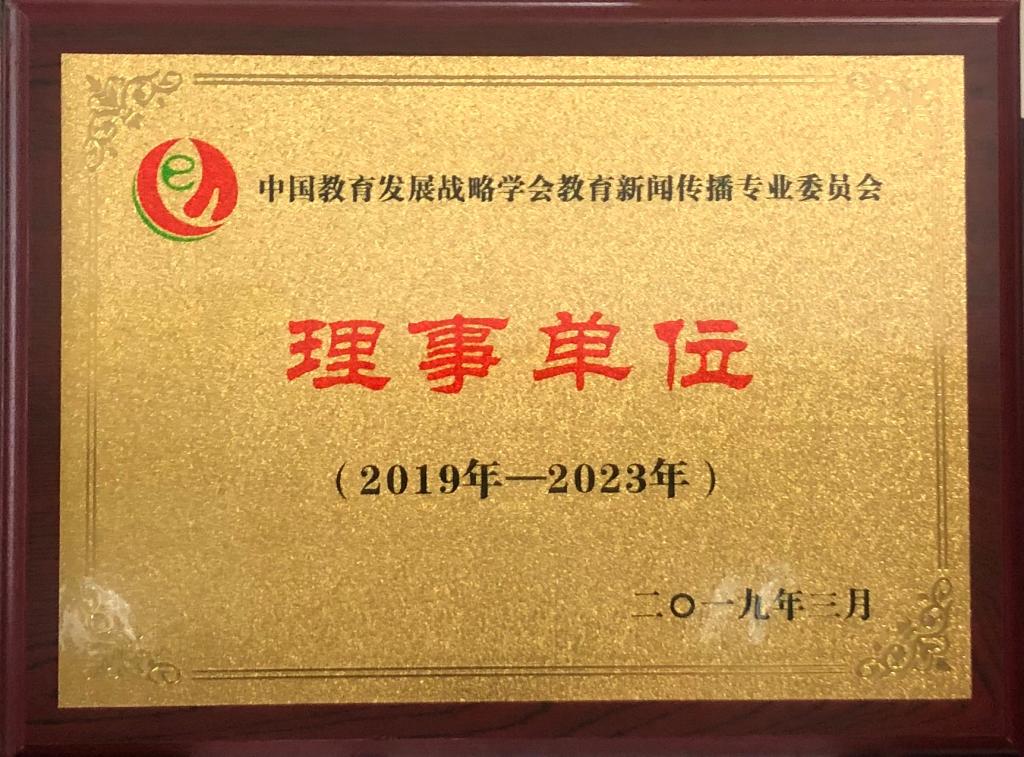 en
中国教育发展战略学会教育新闻传播专业委员会
理事单位
（2019年—2023年）
二〇一九年三月